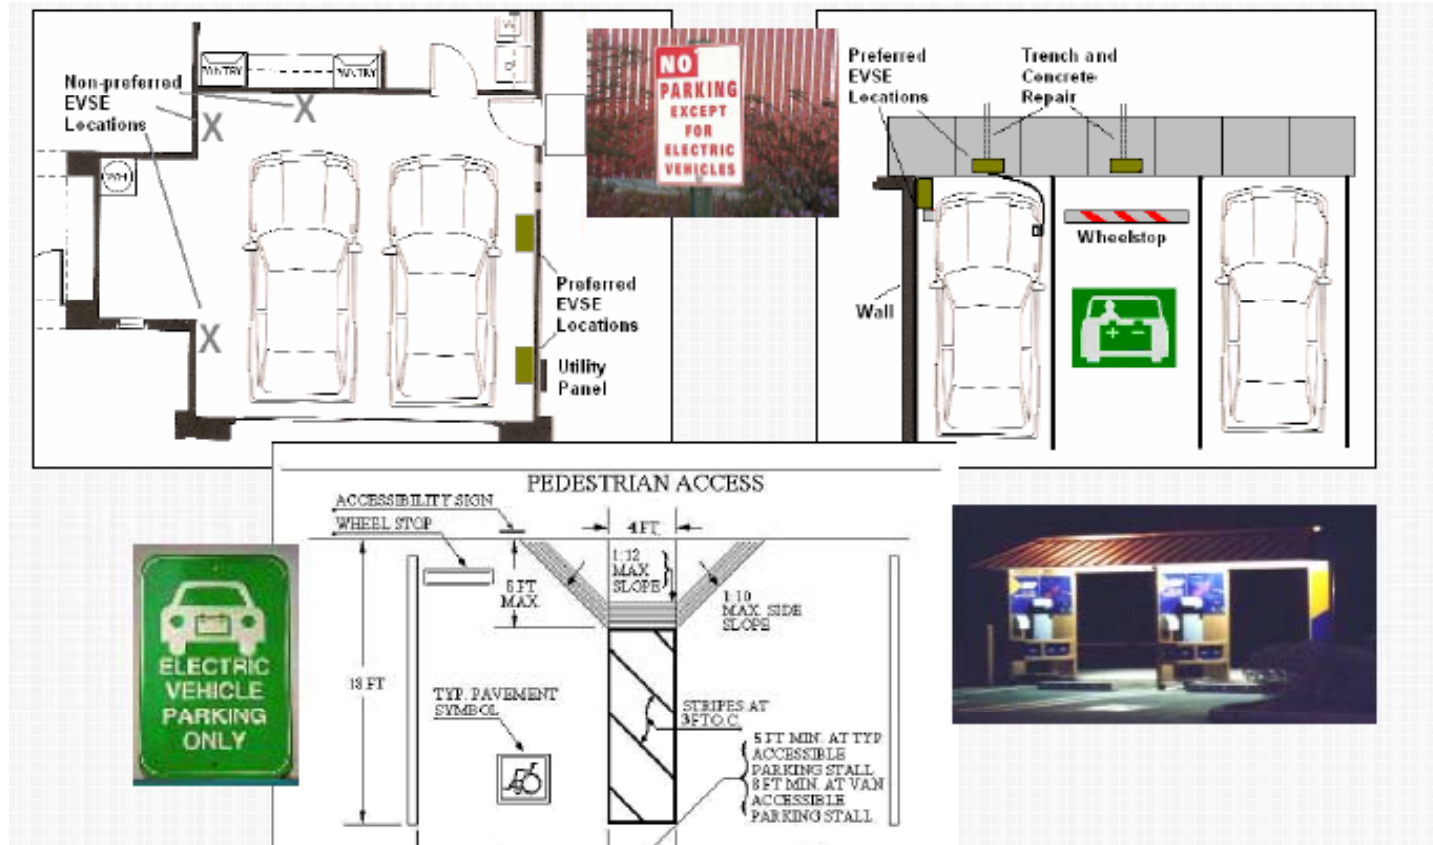 Non-preferred
EVSE
Locations
PANTRY
PANTRY
WH
Preferred
EVSE
Locations
Utility
Panel
NO
PARKING
EXCEPT
FOR
ELECTRIC
VEHICLES
Preferred
EVSE
Locations
Trench and
Concrete
Repair
Wheelstop
Wall
+ -
PEDESTRIAN ACCESS
ACCESSIBILITY SIGN
WHEEL STOP
4 FT
1:12
MAX
SLOPE
6 FT
MAX.
1:10
MAX. SIDE
SLOPE
18 FT
TYP. PAVEMENT
SYMBOL
STRIPES AT
3FT O.C.
5 FT MIN. AT TYP
ACCESSIBLE
PARKING STALL
8 FT MIN. AT VAN
ACCESSIBLE
PARKING STALL
ELECTRIC
VEHICLE
PARKING
ONLY